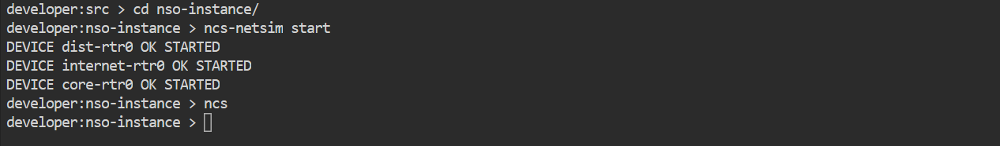 developer:src > cd nso-instance/
developer:nso-instance > ncs-netsim start
DEVICE dist-rtr0 OK STARTED
DEVICE internet-rtr0 OK STARTED
DEVICE core-rtr0 OK STARTED
developer:nso-instance > ncs
developer:nso-instance >